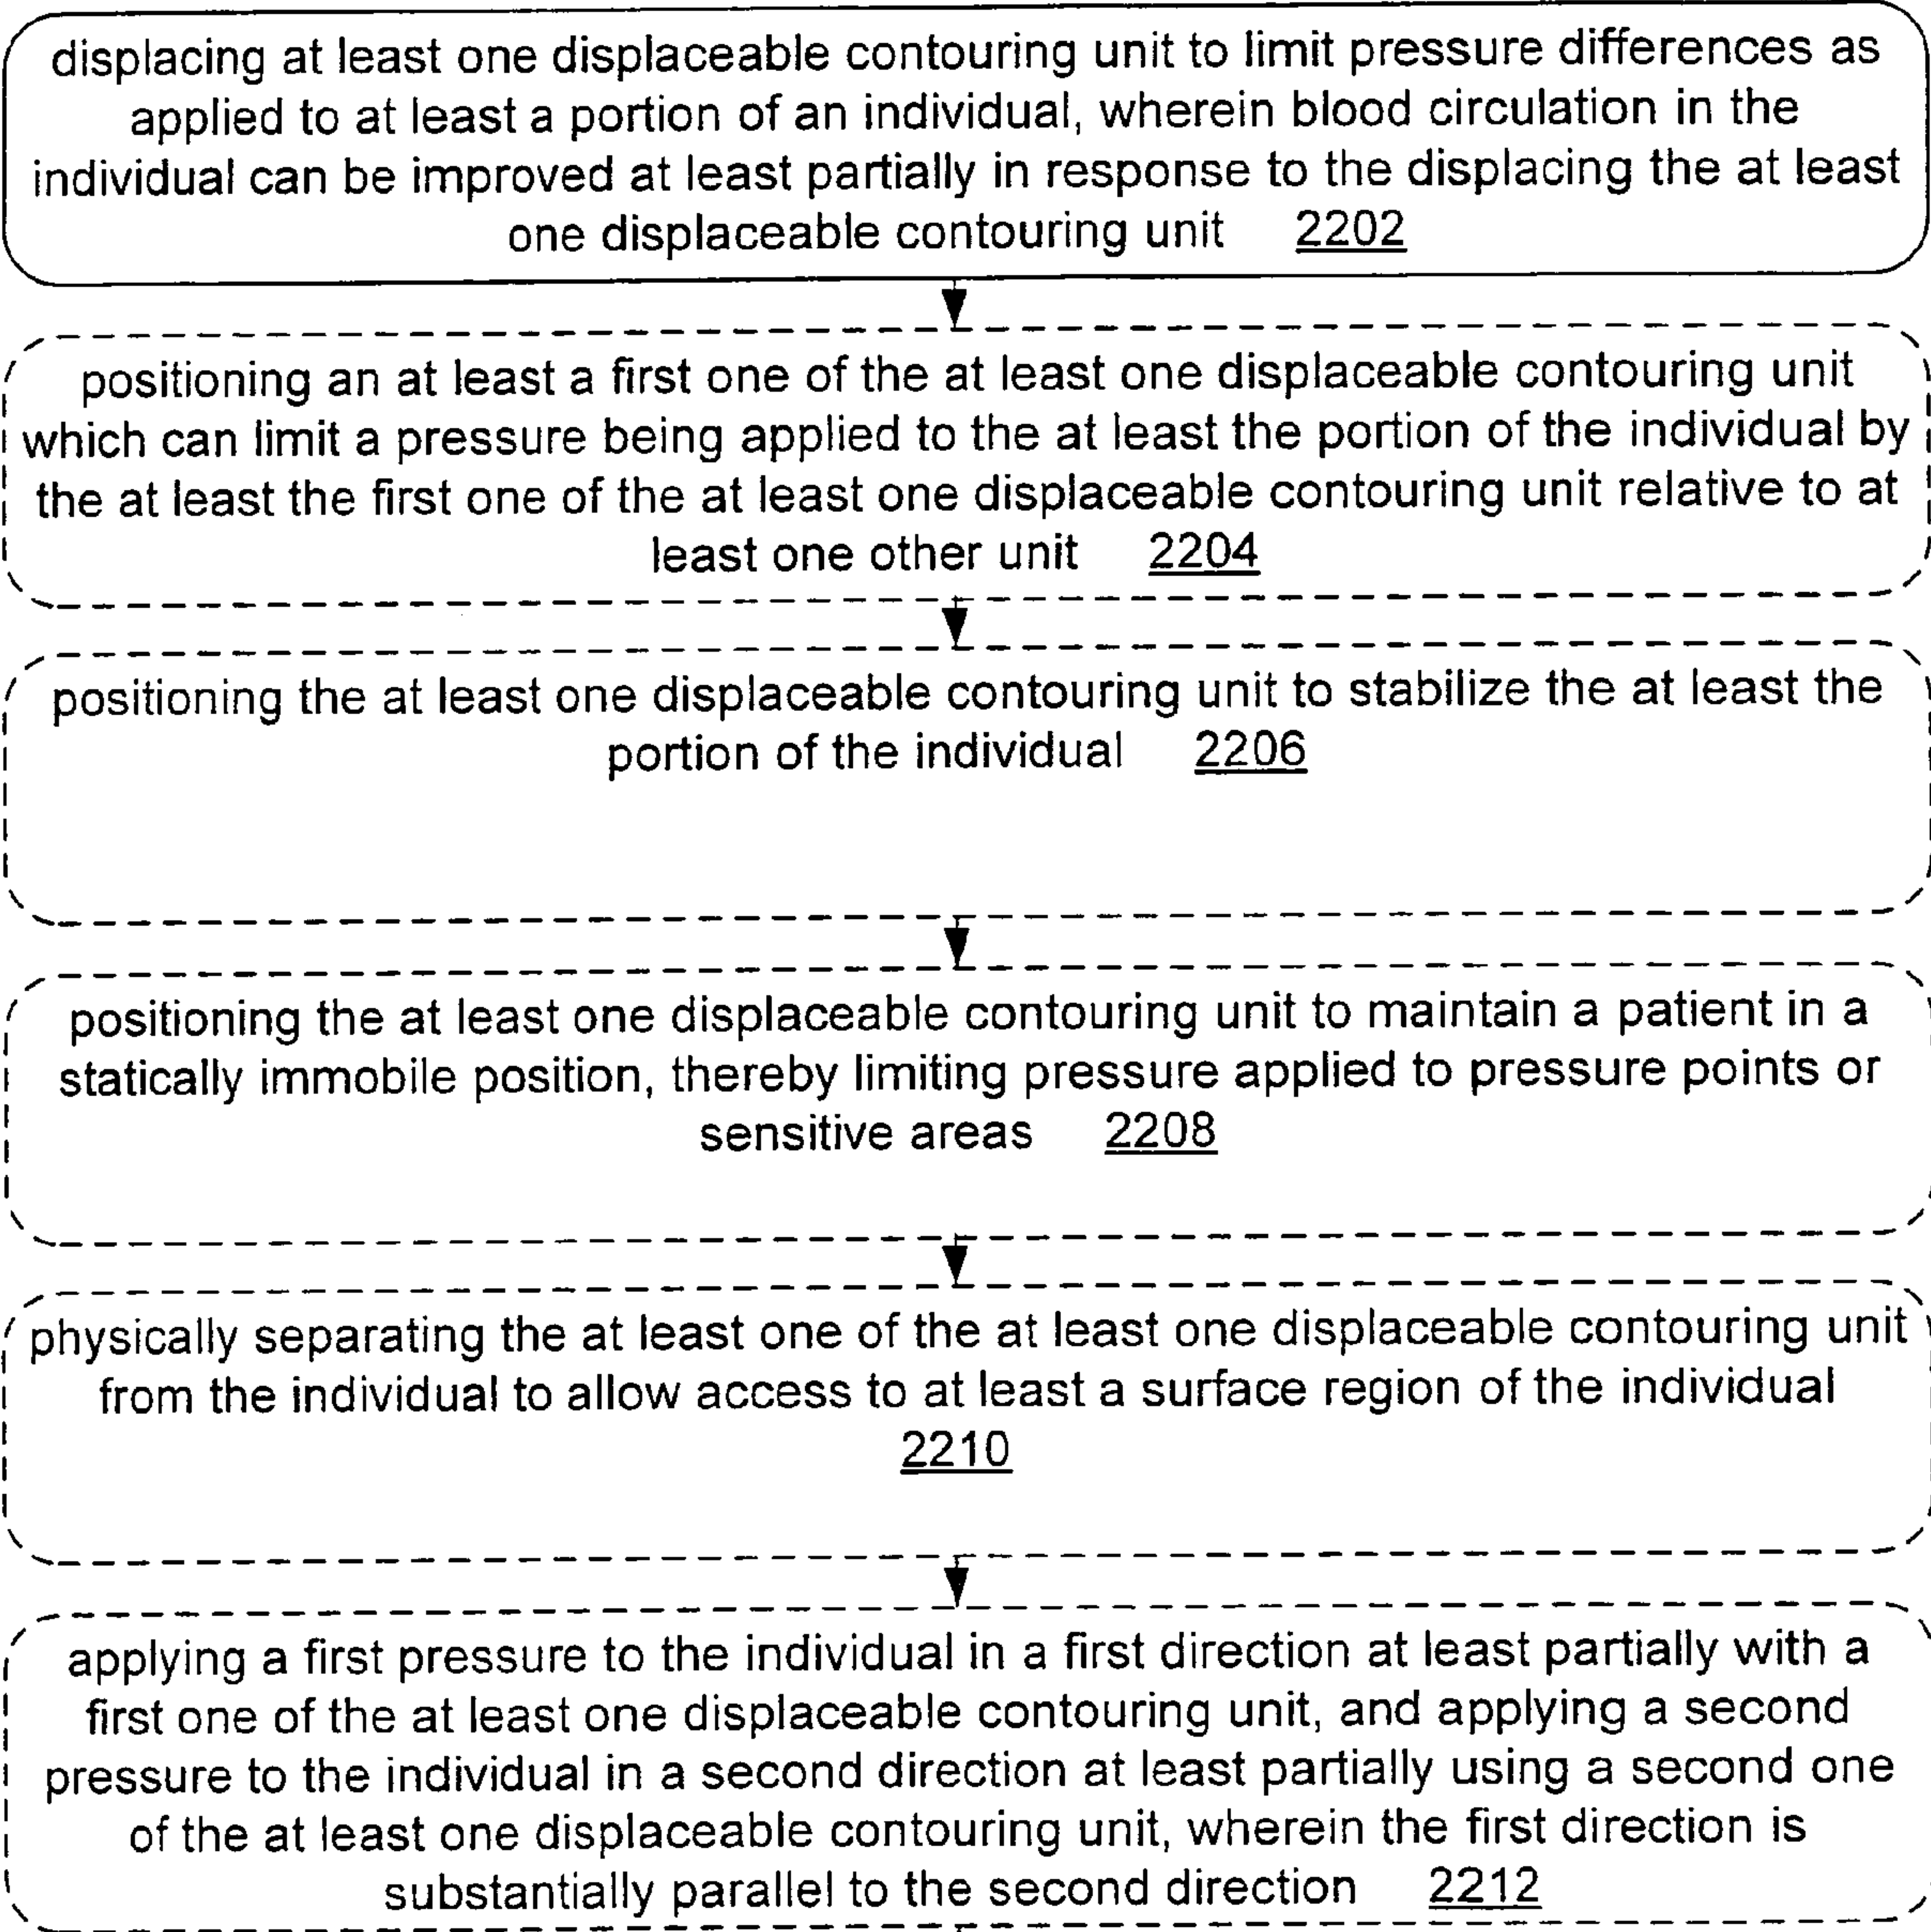 displacing at least one displaceable contouring unit to limit pressure differences as
applied to at least a portion of an individual, wherein blood circulation in the
individual can be improved at least partially in response to the displacing the at least
one displaceable contouring unit 2202
positioning an at least a first one of the at least one displaceable contouring unit
which can limit a pressure being applied to the at least the portion of the individual by
the at least the first one of the at least one displaceable contouring unit relative to at
least one other unit 2204
positioning the at least one displaceable contouring unit to stabilize the at least the
portion of the individual 2206
positioning the at least one displaceable contouring unit to maintain a patient in a
statically immobile position, thereby limiting pressure applied to pressure points or
sensitive areas 2208
physically separating the at least one of the at least one displaceable contouring unit
from the individual to allow access to at least a surface region of the individual
2210
applying a first pressure to the individual in a first direction at least partially with a
first one of the at least one displaceable contouring unit, and applying a second
pressure to the individual in a second direction at least partially using a second one
of the at least one displaceable contouring unit, wherein the first direction is
substantially parallel to the second direction 2212